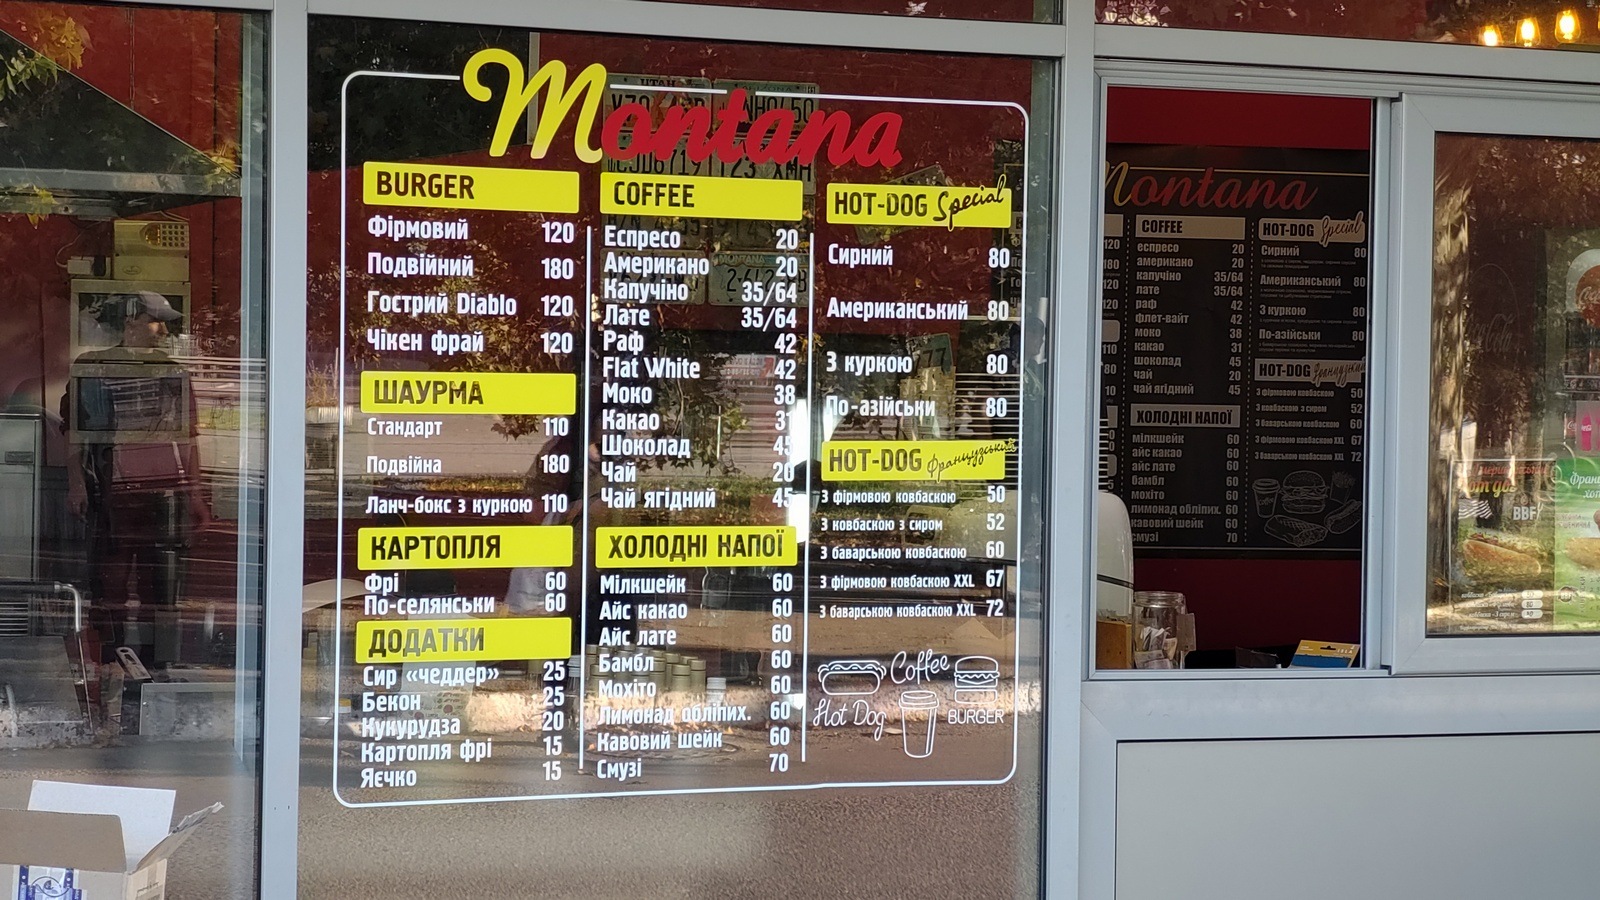 Montana
BURGER
Фірмовий 120
Подвійний 180
Гострий Diablo 120
Чікен фрай 120
ШАУРМА
Стандарт 110
Подвійна 180
Ланч-бокс з куркою 110
КАРТОПЛЯ
Фрі 60
По-селянськи 60
ДОДАТКИ
Сир «чеддер» 25
Бекон 25
Кукурудза 20
Картопля фрі 15
Яєчко 15
COFFEE
Еспресо 20
Американо 20
Капучіно 35/64
Лате 35/64
Раф 42
Flat White 42
Моко 38
Какао 31
Шоколад 45
Чай 20
Чай ягідний 45
ХОЛОДНІ НАПОЇ
Мілкшейк 60
Айс какао 60
Айс лате 60
Бамбл 60
Мохіто 60
Лимонад обліпих. 60
Кавовий шейк 60
Смузі 70
HOT-DOG Special
Сирний 80
Американський 80
З куркою 80
По-азійськи 80
HOT-DOG Французський
З фірмовою ковбаскою 50
З ковбаскою з сиром 52
З баварською ковбаскою 60
З фірмовою ковбаскою XXL 67
З баварською ковбаскою XXL 72
Coffee
Hot Dog
BURGER
Montana
COFFEE
еспресо 20
американо 20
капучіно 35/64
лате 35/64
раф 42
флет-вайт 42
моко 38
какао 31
шоколад 45
чай 20
чай ягідний 45
ХОЛОДНІ НАПОЇ
мілкшейк 60
айс какао 60
айс лате 60
бамбл 60
мохіто 60
лимонад обліпих. 60
кавовий шейк 60
смузі 70
HOT-DOG Special
Сирний 80
Американський 80
З куркою 80
По-азійськи 80
HOT-DOG Французський
З фірмовою ковбаскою 50
З ковбаскою з сиром 52
З баварською ковбаскою 60
З фірмовою ковбаскою XXL 67
З баварською ковбаскою XXL 72
BBF